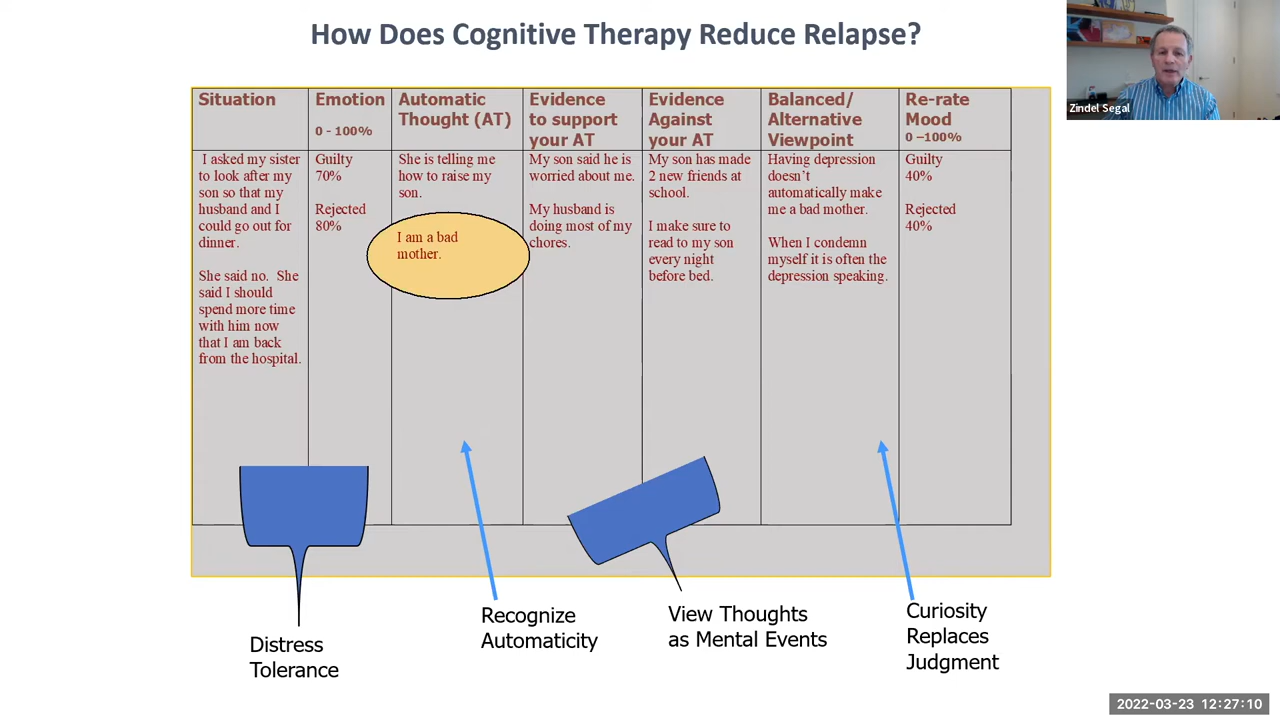 How Does Cognitive Therapy Reduce Relapse?
Zindel Segal
Situation
Emotion
0 - 100%
Automatic
Thought (AT)
Evidence
to support
your AT
Evidence
Against
your AT
Balanced/
Alternative
Viewpoint
Re-rate
Mood
0 –100%
I asked my sister
to look after my
son so that my
husband and I
could go out for
dinner.
She said no. She
said I should
spend more time
with him now
that I am back
from the hospital.
Guilty
70%
Rejected
80%
She is telling me
how to raise my
son.
I am a bad
mother.
My son said he is
worried about me.
My husband is
doing most of my
chores.
My son has made
2 new friends at
school.
I make sure to
read to my son
every night
before bed.
Having depression
doesn't
automatically make
me a bad mother.
When I condemn
myself it is often the
depression speaking.
Guilty
40%
Rejected
40%
Distress
Tolerance
Recognize
Automaticity
View Thoughts
as Mental Events
Curiosity
Replaces
Judgment
2022-03-23 12:27:10